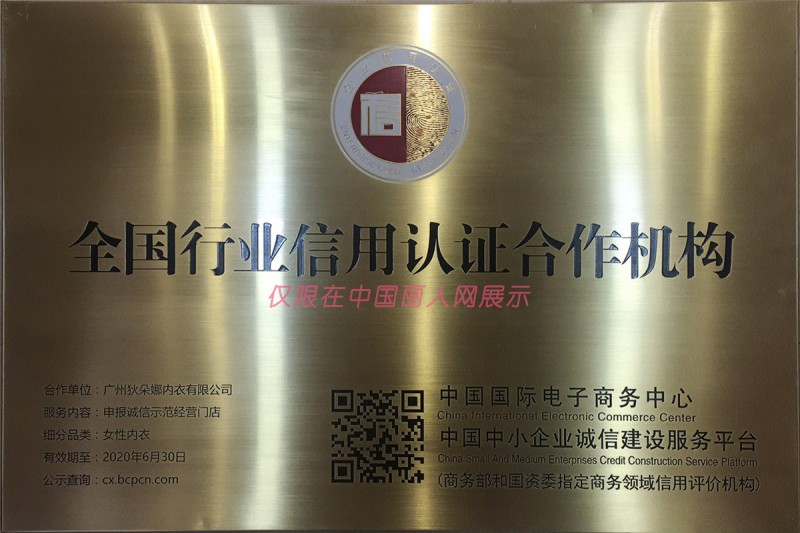 信
全国行业信用认证合作机构
仅限在中国商人网展示
合作单位：广州狄朵娜内衣有限公司
服务内容：申报诚信示范经营门店
细分品类：女性内衣
有效期至：2020年6月30日
公示查询：cx.bcpcn.com
中国国际电子商务中心
China International Electronic Commerce Center
中国中小企业诚信建设服务平台
China Small And Medium Enterprises Credit Construction Service Platform
(商务部和国资委指定商务领域信用评价机构)